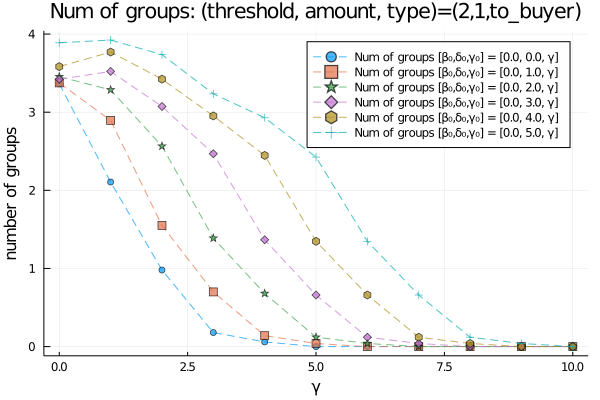 Num of groups: (threshold, amount, type)=(2,1,to_buyer)
number of groups
4
3
2
1
0
Num of groups [β₀,δ₀,γ₀] = [0.0, 0.0, γ]
Num of groups [β₀,δ₀,γ₀] = [0.0, 1.0, γ]
Num of groups [β₀,δ₀,γ₀] = [0.0, 2.0, γ]
Num of groups [β₀,δ₀,γ₀] = [0.0, 3.0, γ]
Num of groups [β₀,δ₀,γ₀] = [0.0, 4.0, γ]
Num of groups [β₀,δ₀,γ₀] = [0.0, 5.0, γ]
0.0 2.5 5.0 7.5 10.0
γ